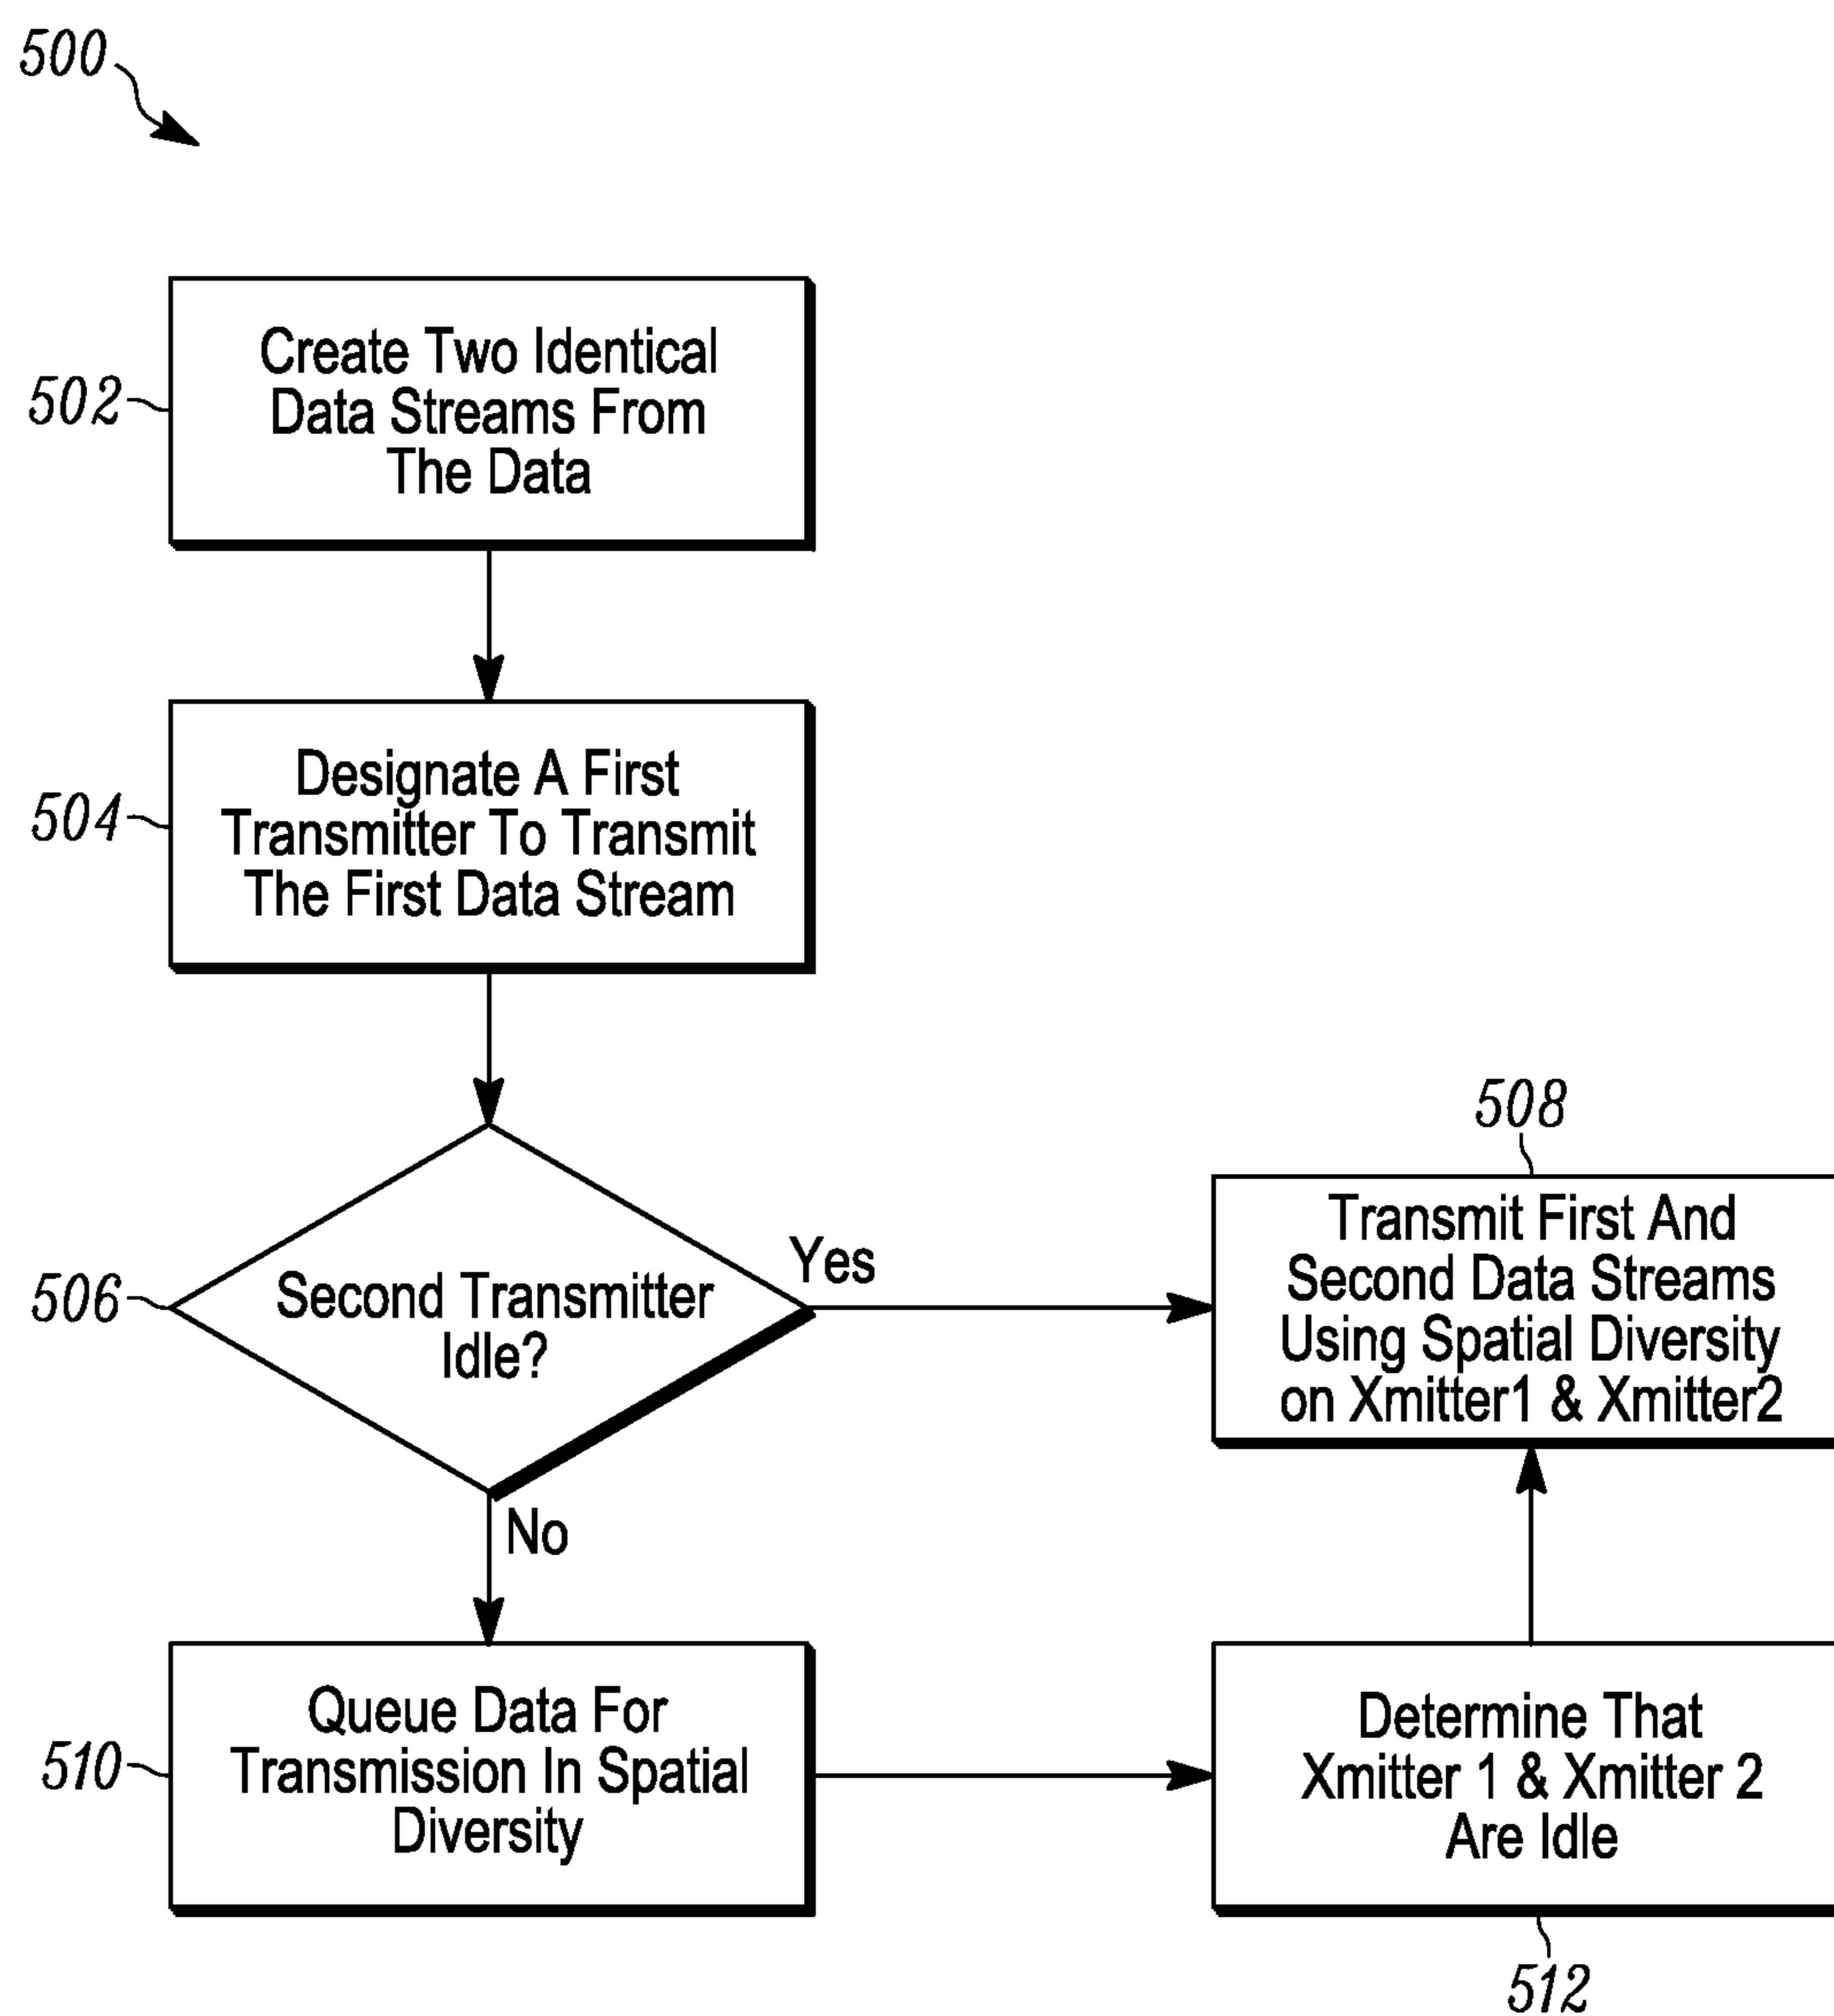 500
502
Create Two Identical
Data Streams From
The Data
504
Designate A First
Transmitter To Transmit
The First Data Stream
506
Second Transmitter
Idle?
Yes
No
508
Transmit First And
Second Data Streams
Using Spatial Diversity
on Xmitter1 & Xmitter2
510
Queue Data For
Transmission In Spatial
Diversity
Determine That
Xmitter 1 & Xmitter 2
Are Idle
512